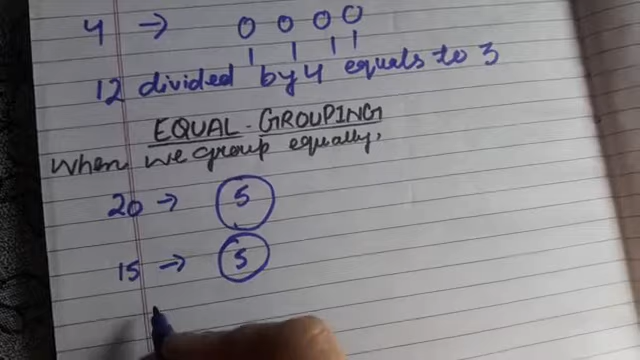 4 → 0 0 0 0
| | | |
12 divided by 4 equals to 3
EQUAL-GROUPING
When we group equally,
20 → 5
15 → 5